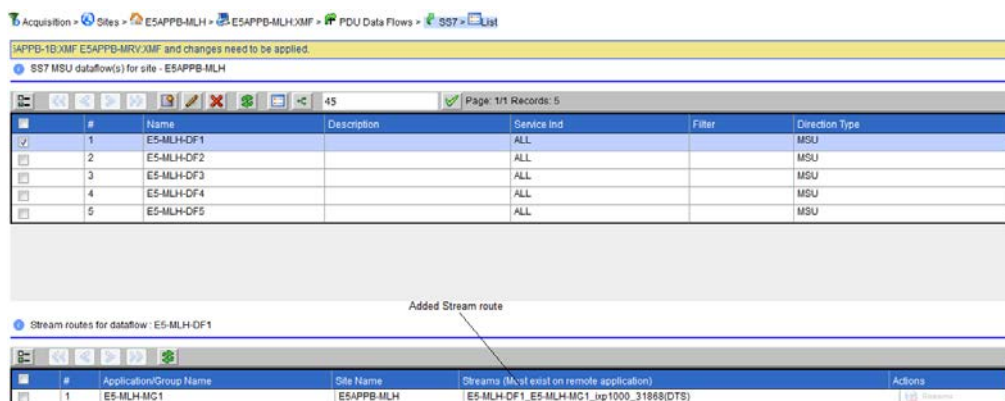 Acquisition > Sites > E5APPB-MLH > E5APPB-MLH:XMF > PDU Data Flows > SS7 > List
APPB-1B:XMF E5APPB-MRV:XMF and changes need to be applied.
SS7 MSU dataflow(s) for site - E5APPB-MLH
45 Page: 1/1 Records: 5
# Name Description Service Ind Filter Direction Type
1 E5-MLH-DF1 ALL MSU
2 E5-MLH-DF2 ALL MSU
3 E5-MLH-DF3 ALL MSU
4 E5-MLH-DF4 ALL MSU
5 E5-MLH-DF5 ALL MSU
Added Stream route
Stream routes for dataflow : E5-MLH-DF1
# Application/Group Name Site Name Streams (Must exist on remote application) Actions
1 E5-MLH-MG1 E5APPB-MLH E5-MLH-DF1_E5-MLH-MG1_ixp1000_31868(DTS)